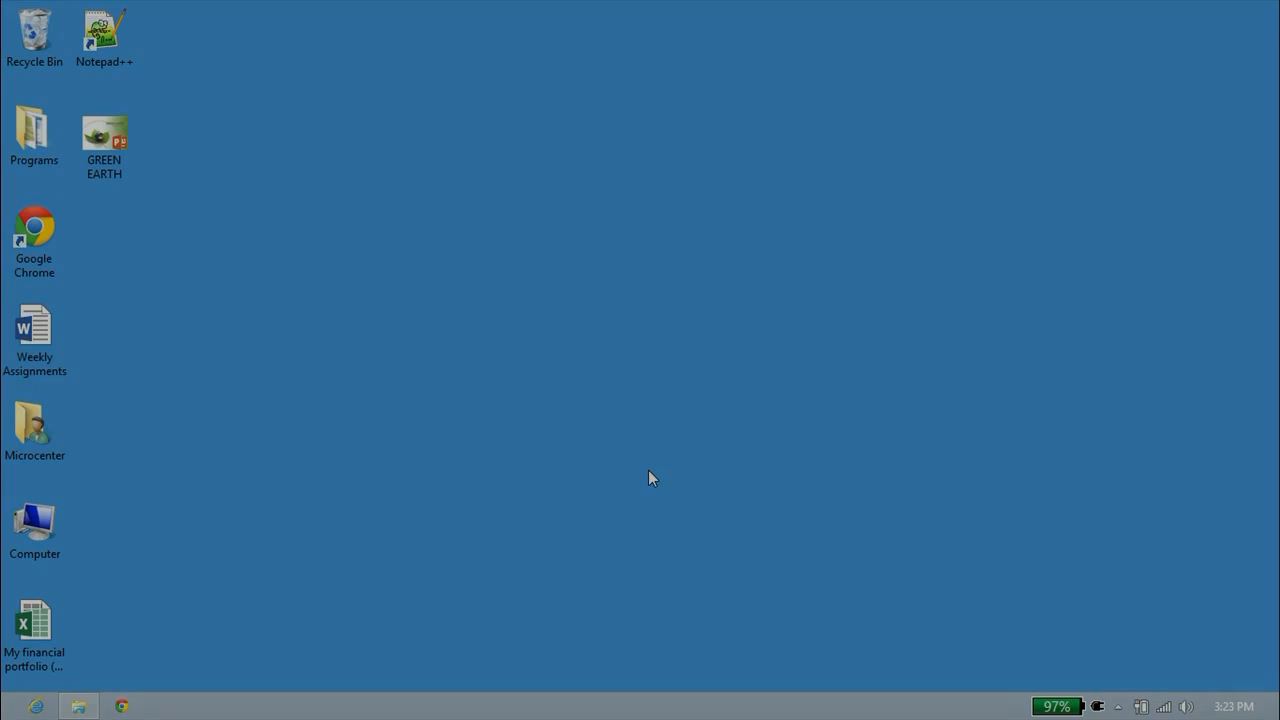 Recycle Bin
Notepad++
Programs
GREEN
EARTH
Google
Chrome
Weekly
Assignments
Microcenter
Computer
My financial
portfolio (...
97%
3:23 PM